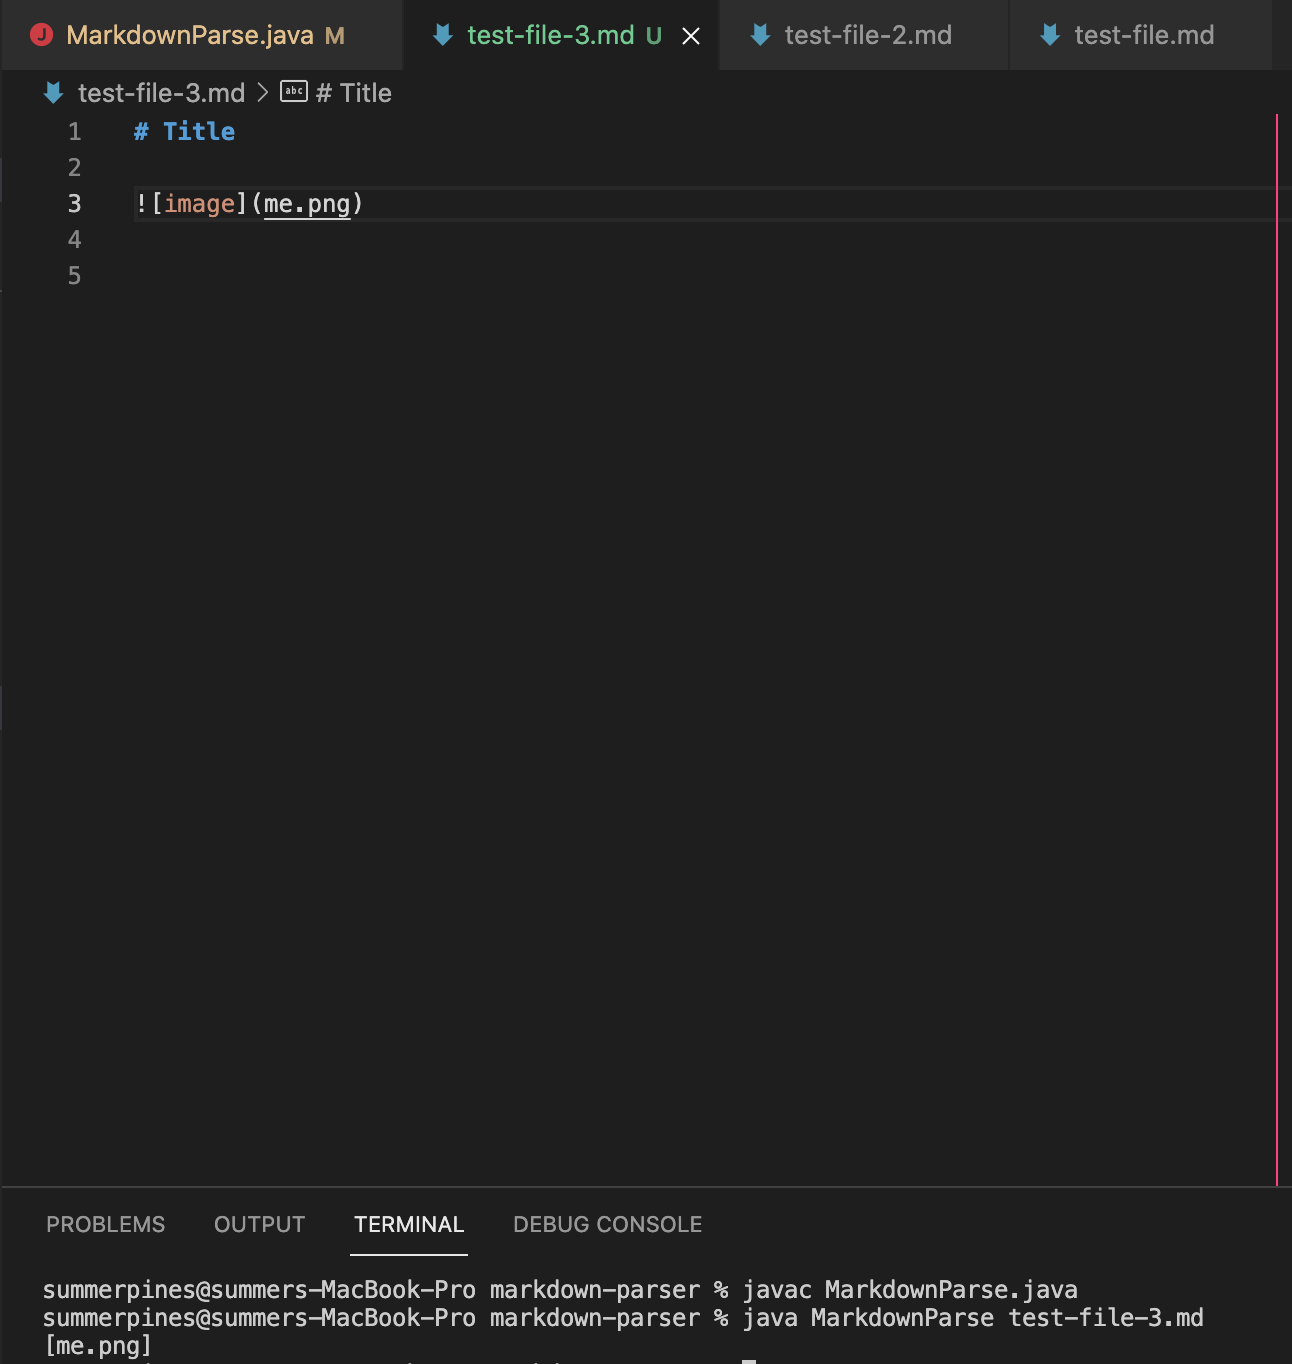 MarkdownParse.java M
test-file-3.md U
test-file-2.md
test-file.md
test-file-3.md > abc # Title
1 # Title
2
3 ![image](me.png)
4
5
PROBLEMS OUTPUT TERMINAL DEBUG CONSOLE
summerpines@summers-MacBook-Pro markdown-parser % javac MarkdownParse.java
summerpines@summers-MacBook-Pro markdown-parser % java MarkdownParse test-file-3.md
[me.png]